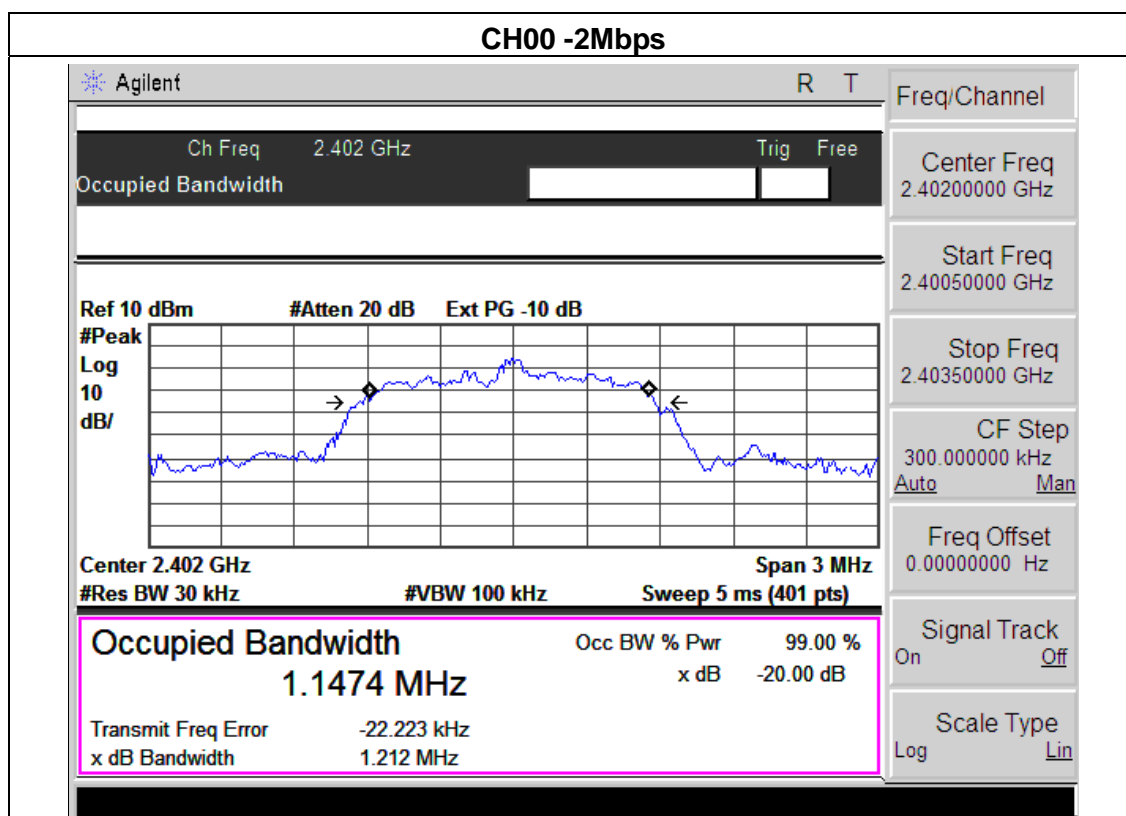 CH00 -2Mbps
Agilent R T
Freq/Channel
Ch Freq 2.402 GHz Trig Free
Occupied Bandwidth
Center Freq
2.40200000 GHz
Start Freq
2.40050000 GHz
Ref 10 dBm #Atten 20 dB Ext PG -10 dB
#Peak
Log
10
dB/
Stop Freq
2.40350000 GHz
CF Step
300.000000 kHz
Auto Man
Center 2.402 GHz Span 3 MHz
#Res BW 30 kHz #VBW 100 kHz Sweep 5 ms (401 pts)
Freq Offset
0.00000000 Hz
Occupied Bandwidth Occ BW % Pwr 99.00 %
1.1474 MHz x dB -20.00 dB
Transmit Freq Error -22.223 kHz
x dB Bandwidth 1.212 MHz
Signal Track
On Off
Scale Type
Log Lin